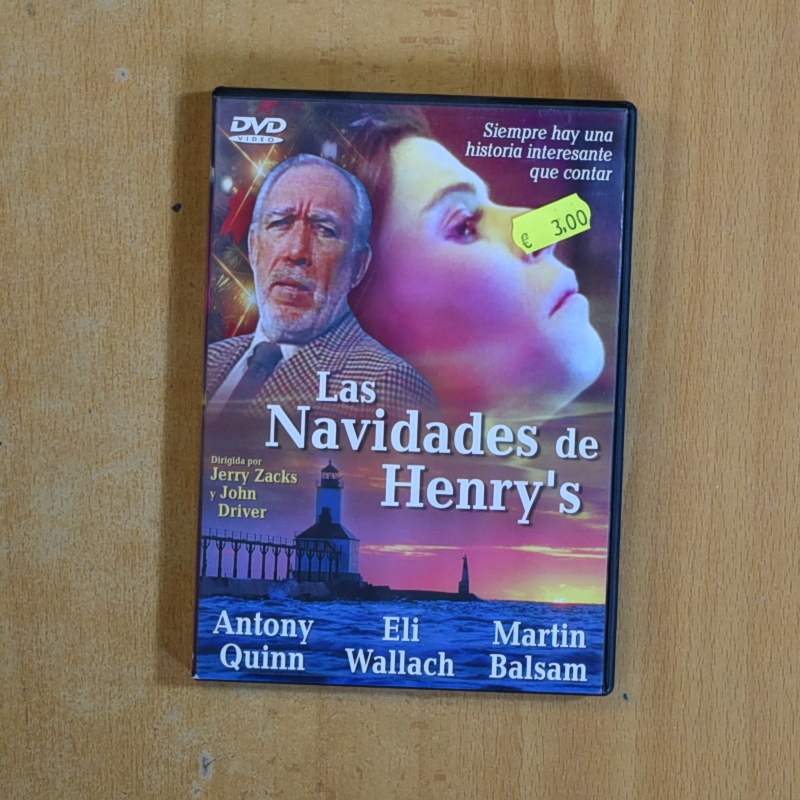 DVD
VIDEO
Siempre hay una
historia interesante
que contar
€ 3,00
Las
Navidades de
Henry's
Dirigida por
Jerry Zacks
y John
Driver
Antony
Quinn
Eli
Wallach
Martin
Balsam